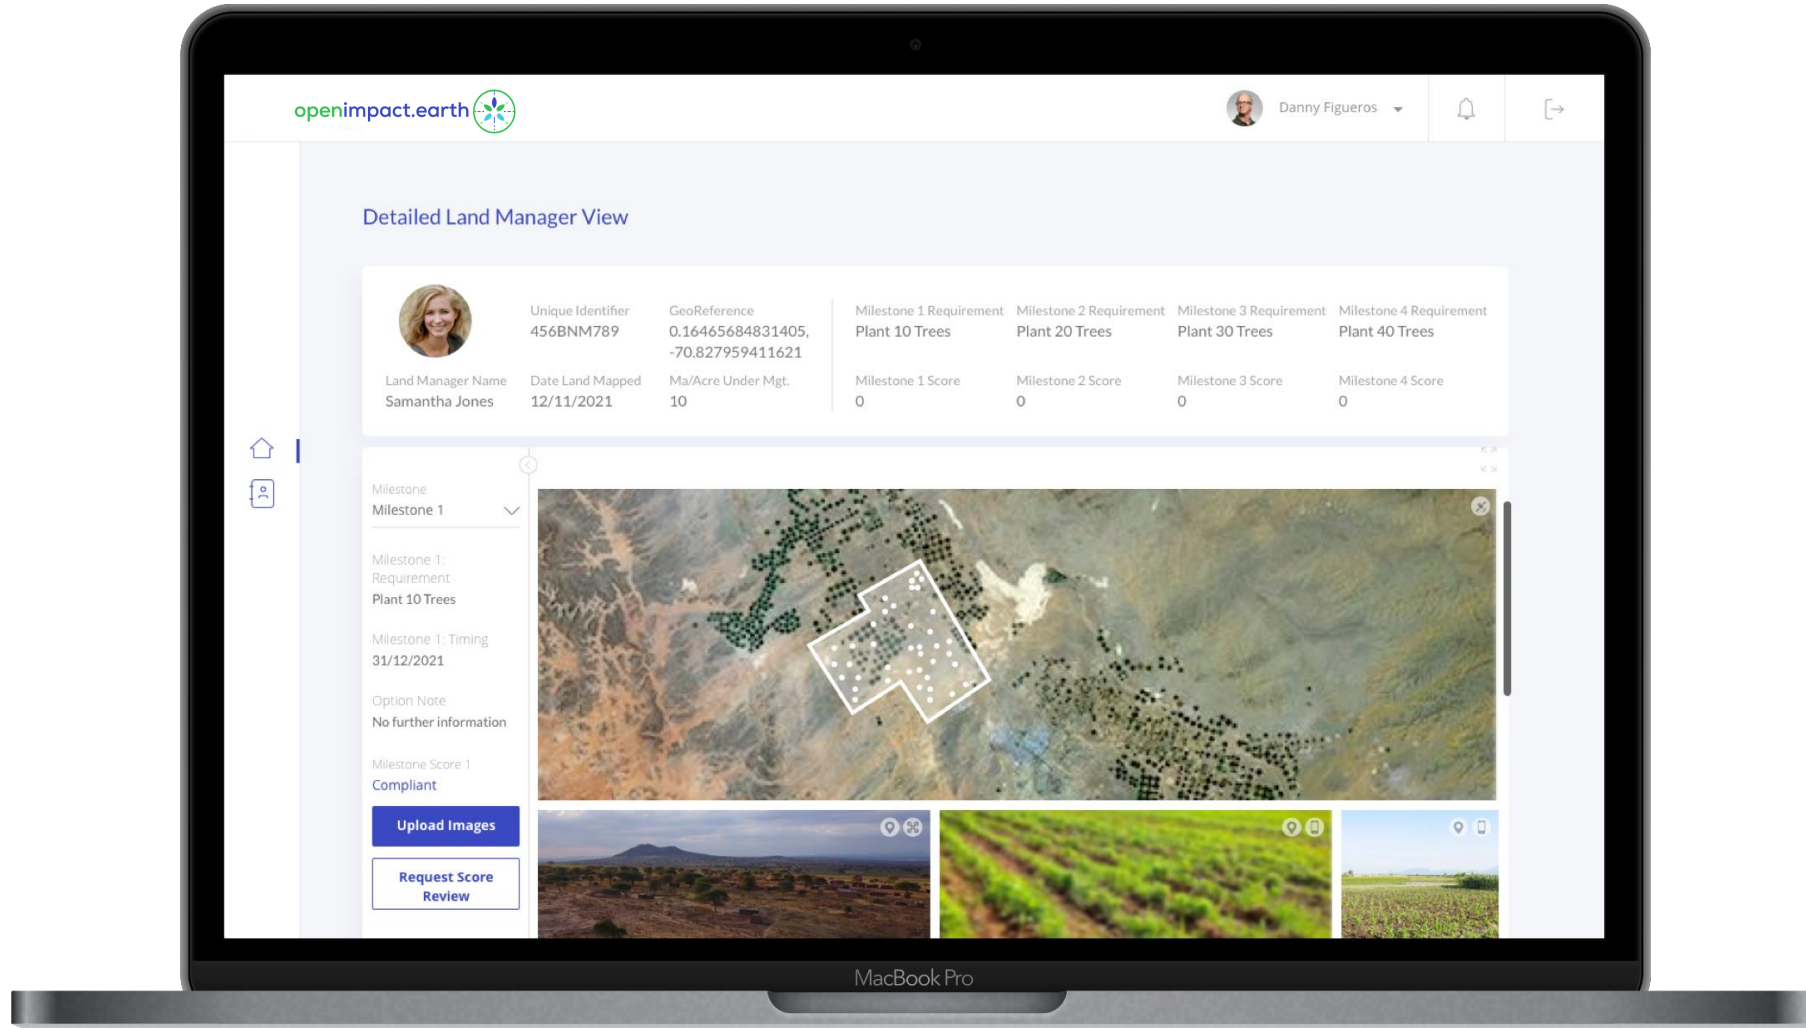 openimpact.earth
Danny Figueros
Detailed Land Manager View
Unique Identifier
456BNM789
GeoReference
0.16465684831405,
-70.827959411621
Land Manager Name
Samantha Jones
Date Land Mapped
12/11/2021
Ma/Acre Under Mgt.
10
Milestone 1 Requirement
Plant 10 Trees
Milestone 2 Requirement
Plant 20 Trees
Milestone 3 Requirement
Plant 30 Trees
Milestone 4 Requirement
Plant 40 Trees
Milestone 1 Score
0
Milestone 2 Score
0
Milestone 3 Score
0
Milestone 4 Score
0
Milestone
Milestone 1
Milestone 1:
Requirement
Plant 10 Trees
Milestone 1: Timing
31/12/2021
Option Note
No further information
Milestone Score 1
Compliant
Upload Images
Request Score
Review
MacBook Pro